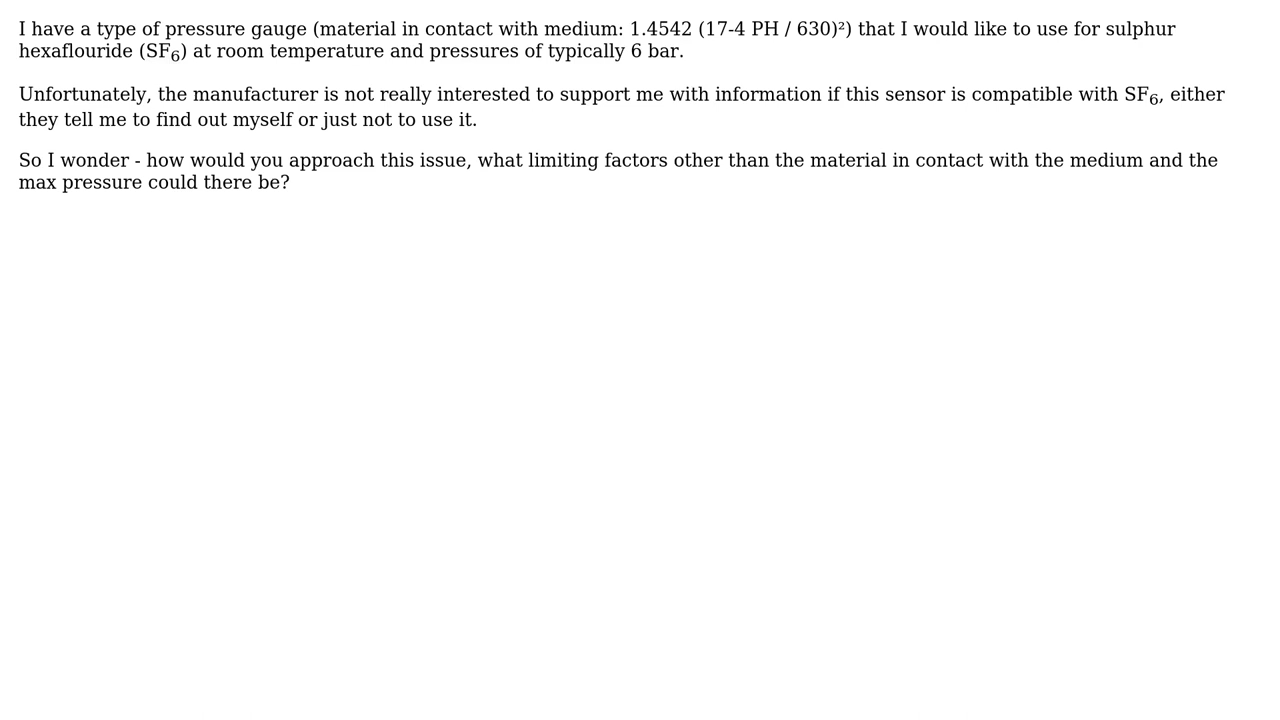 I have a type of pressure gauge (material in contact with medium: 1.4542 (17-4 PH / 630)²) that I would like to use for sulphur
hexaflouride (SF6) at room temperature and pressures of typically 6 bar.
Unfortunately, the manufacturer is not really interested to support me with information if this sensor is compatible with SF6, either
they tell me to find out myself or just not to use it.
So I wonder - how would you approach this issue, what limiting factors other than the material in contact with the medium and the
max pressure could there be?